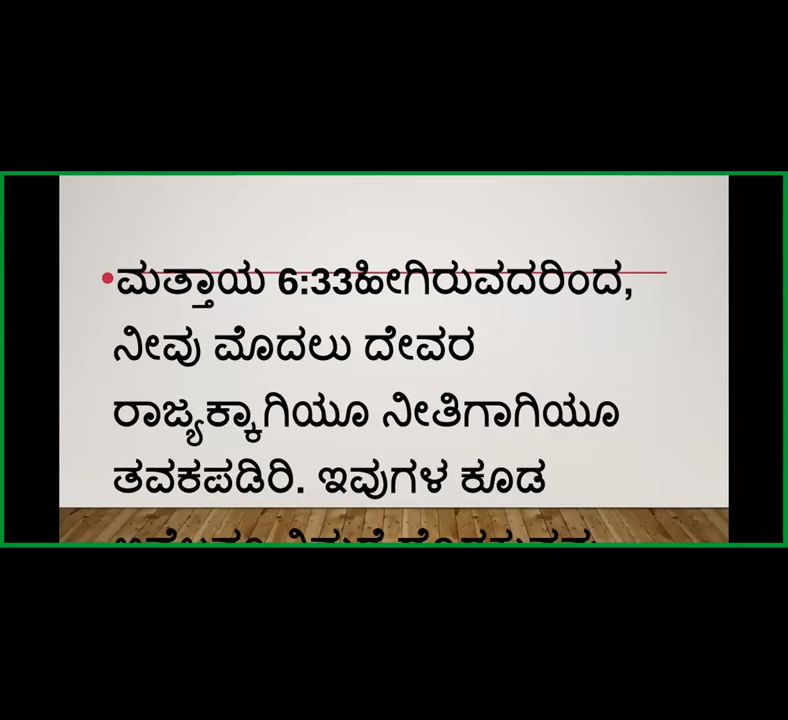 •ಮತ್ತಾಯ 6:33ಹೀಗಿರುವದರಿಂದ,
ನೀವು ಮೊದಲು ದೇವರ
ರಾಜ್ಯಕ್ಕಾಗಿಯೂ ನೀತಿಗಾಗಿಯೂ
ತವಕಪಡಿರಿ. ಇವುಗಳ ಕೂಡ